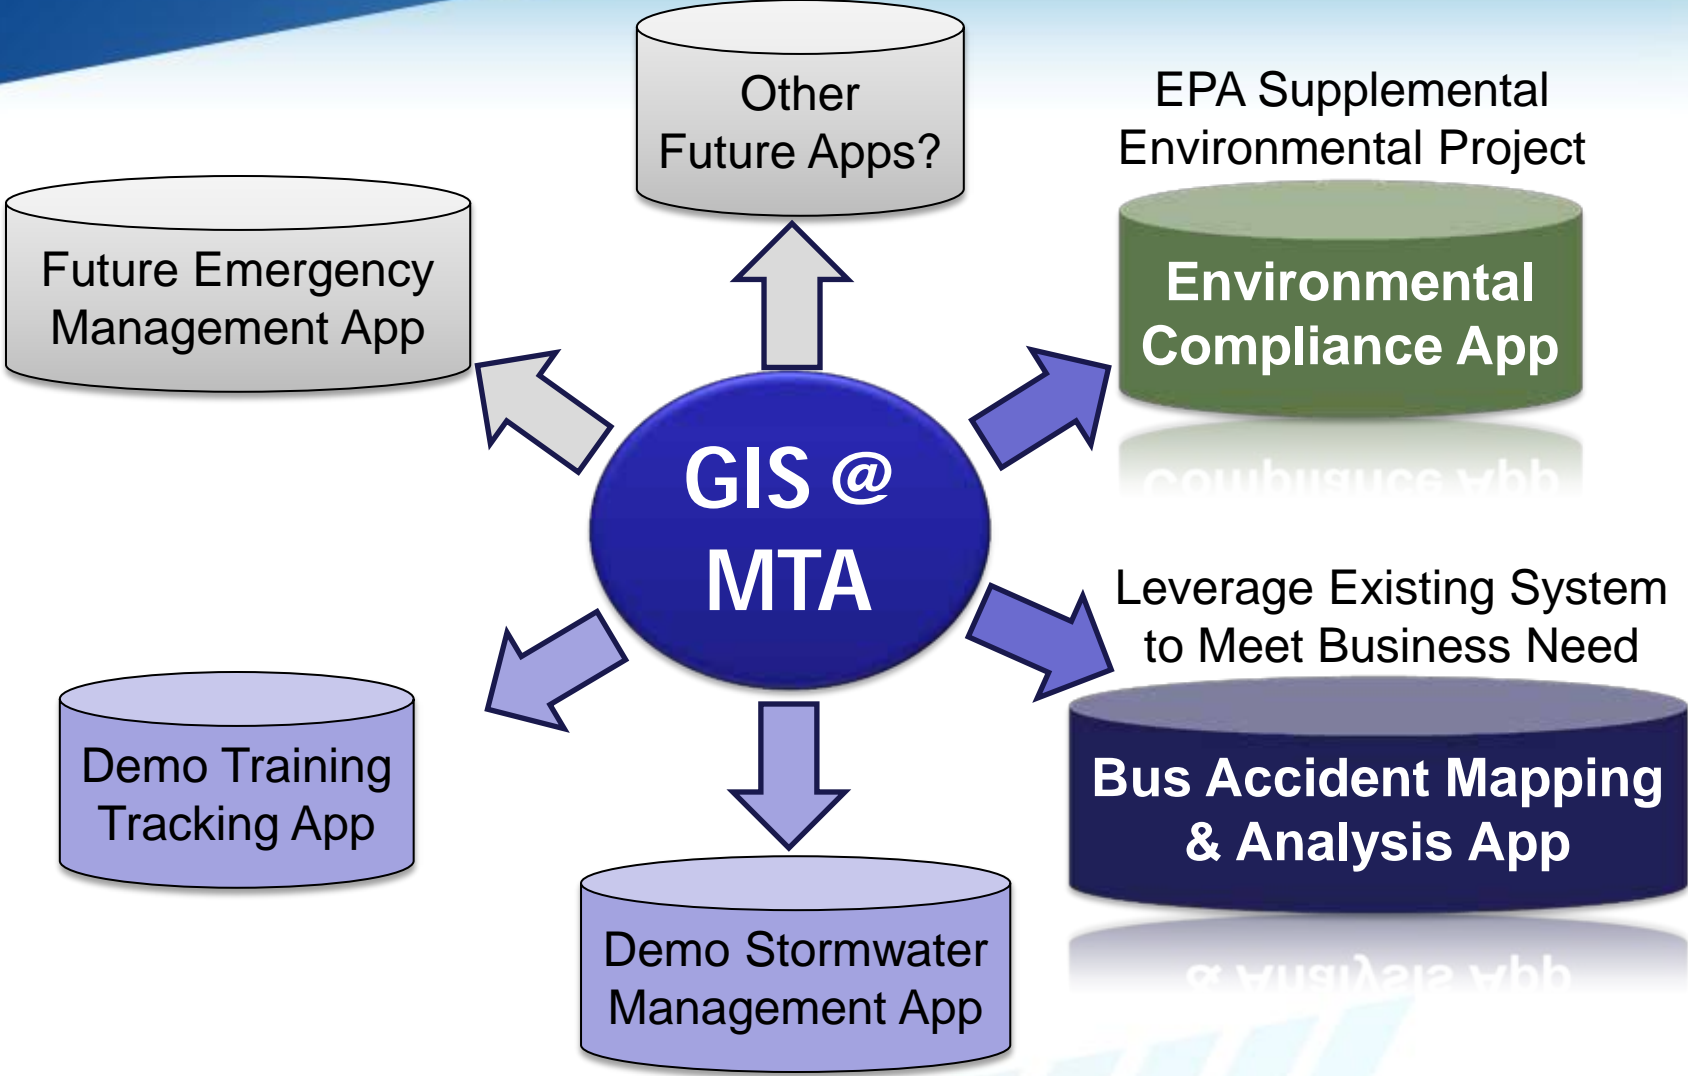 Other
Future Apps?
EPA Supplemental
Environmental Project
Future Emergency
Management App
Environmental
Compliance App
GIS @
MTA
Leverage Existing System
to Meet Business Need
Demo Training
Tracking App
Bus Accident Mapping
& Analysis App
Demo Stormwater
Management App